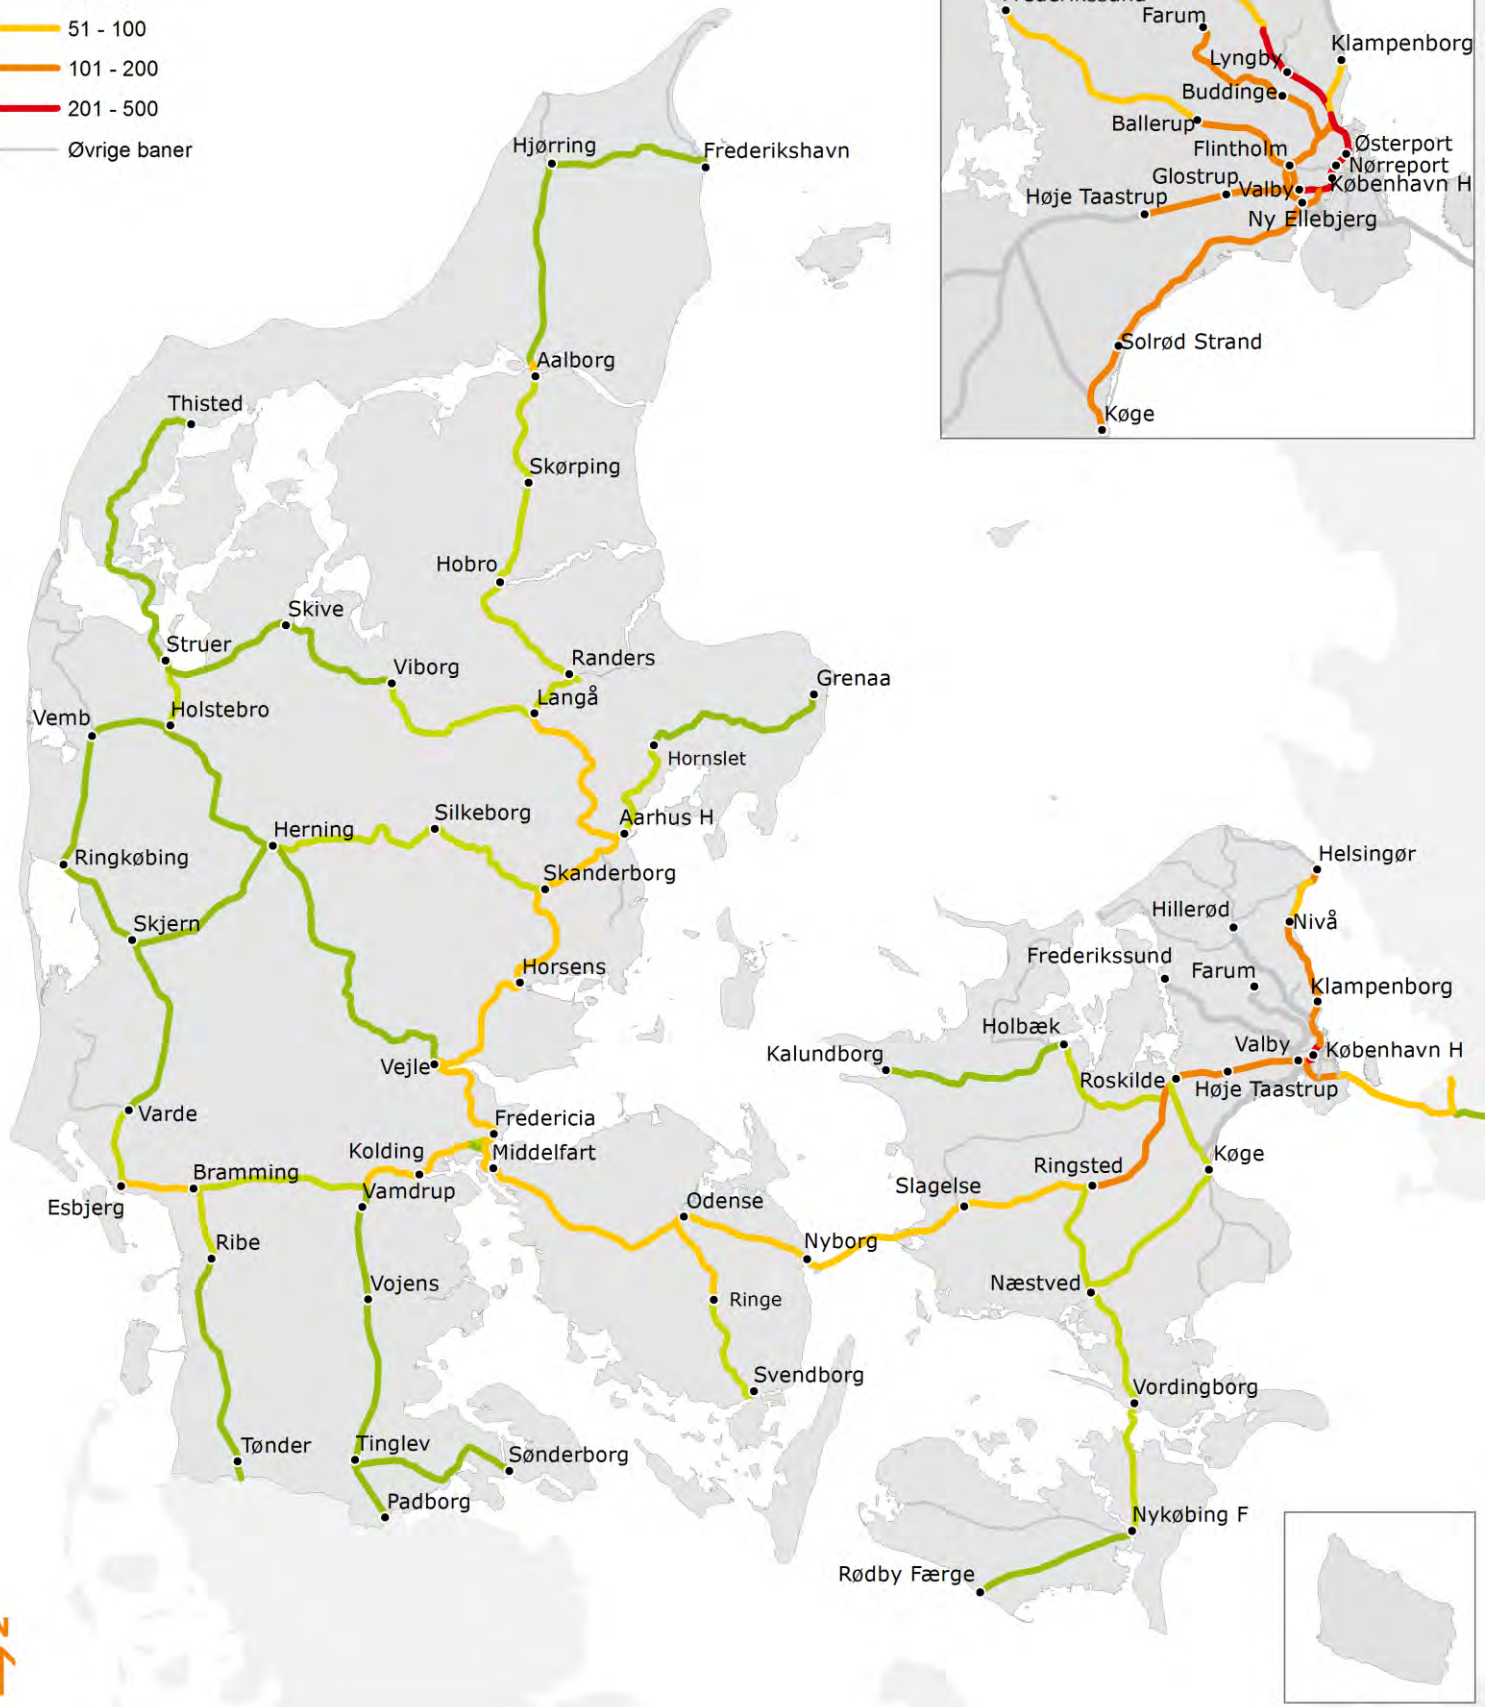 51 - 100
101 - 200
201 - 500
Øvrige baner
Farum
Klampenborg
Lyngby
Buddinge
Ballerup
Østerport
Flintholm
Nørreport
Glostrup
Valby
København H
Høje Taastrup
Ny Ellebjerg
Solrød Strand
Køge
Hjørring
Frederikshavn
Aalborg
Thisted
Skørping
Hobro
Skive
Struer
Viborg
Randers
Grenaa
Langå
Holstebro
Vemb
Hornslet
Silkeborg
Aarhus H
Herning
Ringkøbing
Skanderborg
Skjern
Horsens
Vejle
Varde
Fredericia
Kolding
Middelfart
Bramming
Vamdrup
Esbjerg
Ribe
Vojens
Odense
Nyborg
Ringe
Svendborg
Tønder
Tinglev
Sønderborg
Padborg
Helsingør
Hillerød
Nivå
Frederikssund
Farum
Klampenborg
Holbæk
Valby
København H
Kalundborg
Roskilde
Høje Taastrup
Køge
Ringsted
Slagelse
Næstved
Vordingborg
Nykøbing F
Rødby Færge